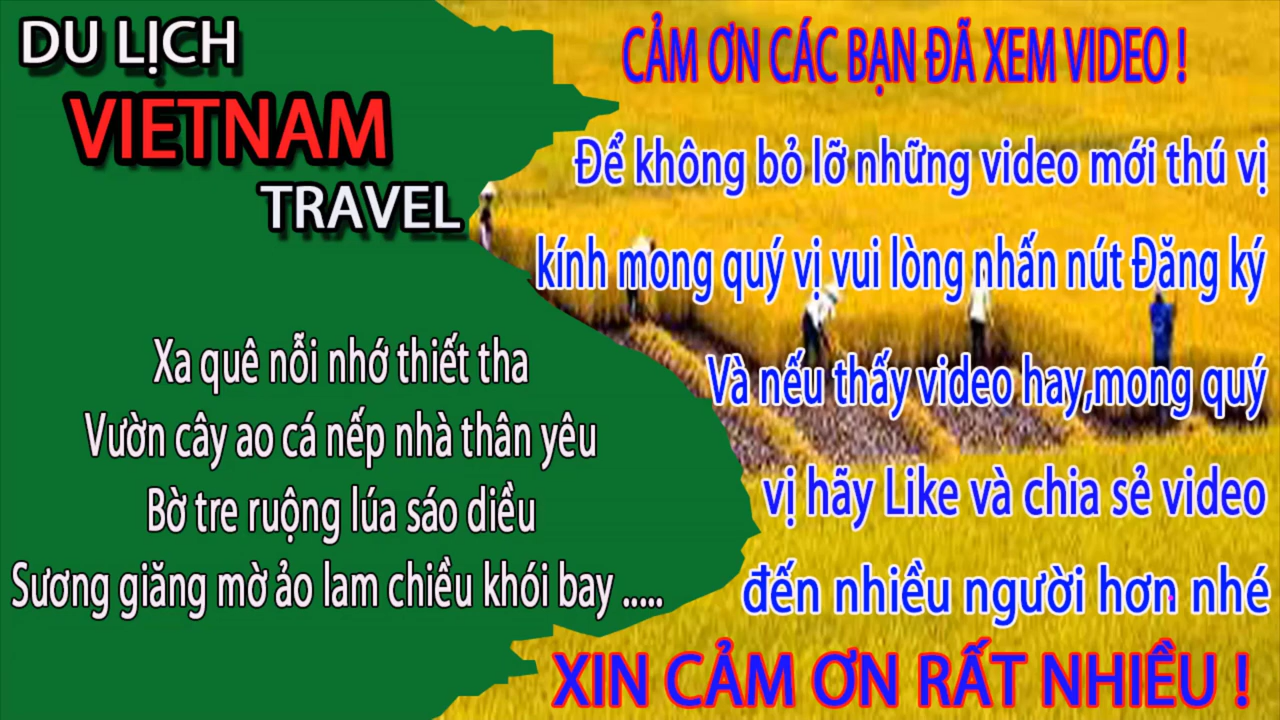 DU LỊCH
VIETNAM
TRAVEL
Xa quê nỗi nhớ thiết tha
Vườn cây ao cá nếp nhà thân yêu
Bờ tre ruộng lúa sáo diều
Sương giăng mờ ảo lam chiều khói bay .....
CẢM ƠN CÁC BẠN ĐÃ XEM VIDEO !
Để không bỏ lỡ những video mới thú vị
kính mong quý vị vui lòng nhấn nút Đăng ký
Và nếu thấy video hay,mong quý
vị hãy Like và chia sẻ video
đến nhiều người hơn nhé
XIN CẢM ƠN RẤT NHIỀU !